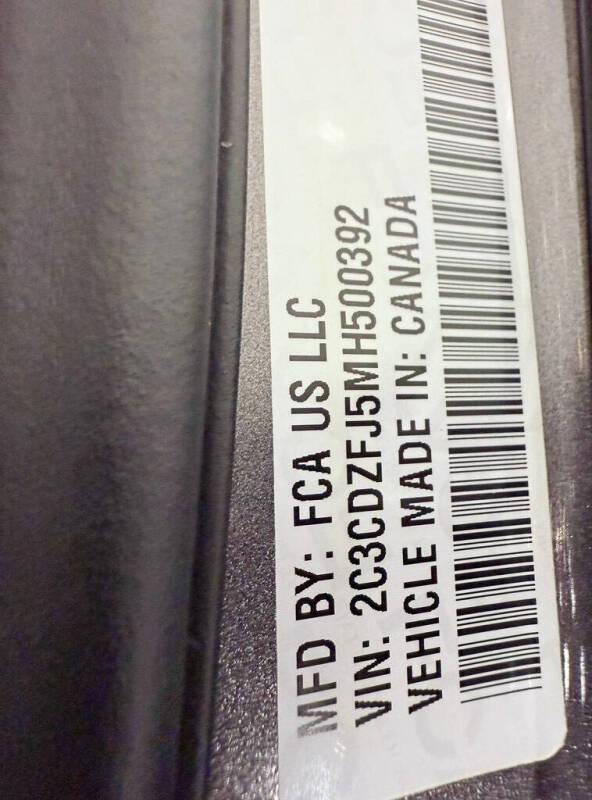 MFD BY: FCA US LLC
VIN: 2C3CDZFJ5MH500392
VEHICLE MADE IN: CANADA